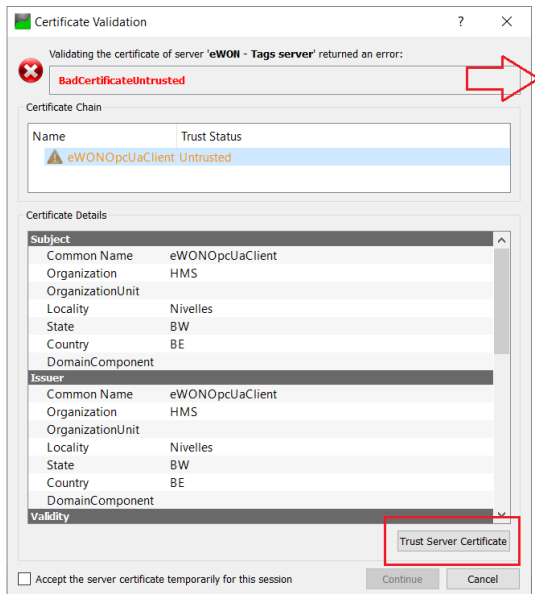 Certificate Validation ?
Validating the certificate of server 'eWON - Tags server' returned an error:
BadCertificateUntrusted
Certificate Chain
Name Trust Status
eWONOpcUaClient Untrusted
Certificate Details
Subject
Common Name eWONOpcUaClient
Organization HMS
OrganizationUnit
Locality Nivelles
State BW
Country BE
DomainComponent
Issuer
Common Name eWONOpcUaClient
Organization HMS
OrganizationUnit
Locality Nivelles
State BW
Country BE
DomainComponent
Validity
Trust Server Certificate
Accept the server certificate temporarily for this session Continue Cancel